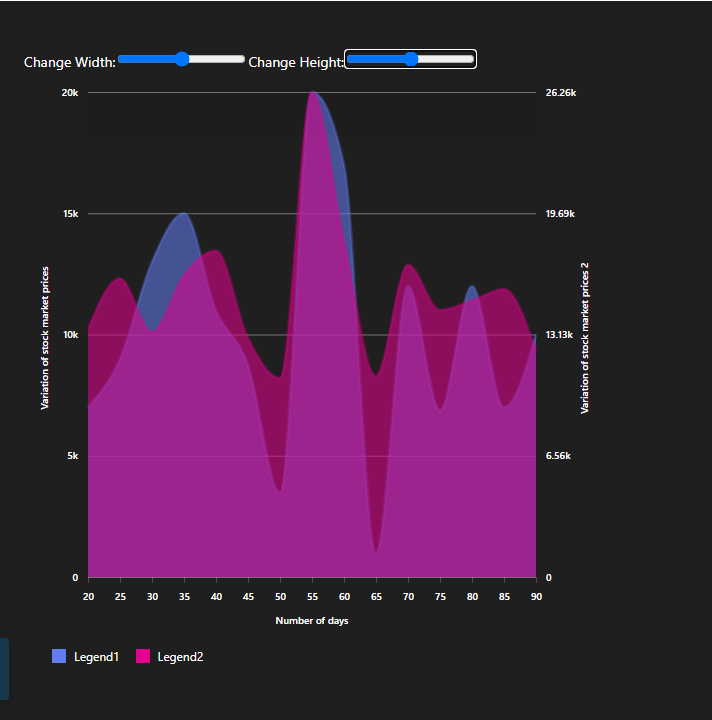 Change Width: Change Height:
20k 26.26k
15k 19.69k
Variation of stock market prices
Variation of stock market prices 2
10k 13.13k
5k 6.56k
0 0
20 25 30 35 40 45 50 55 60 65 70 75 80 85 90
Number of days
Legend1 Legend2